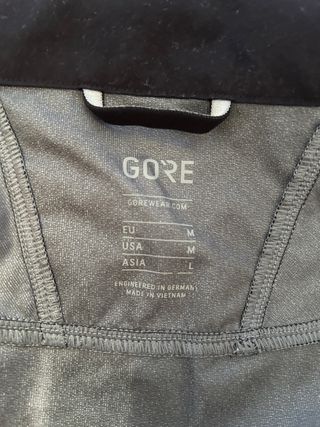 GORE
GOREWEAR.COM
EU M
USA M
ASIA L
ENGINEERED IN GERMANY
MADE IN VIETNAM